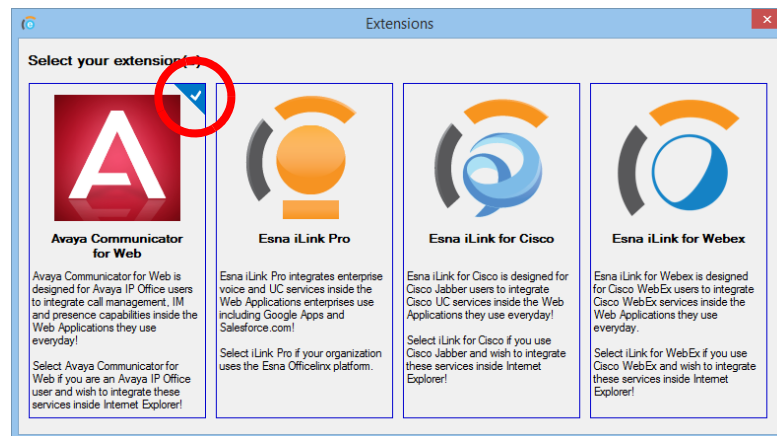 Extensions
Select your extension(s)
Avaya Communicator
for Web
Avaya Communicator for Web is
designed for Avaya IP Office users
to integrate call management, IM
and presence capabilities inside the
Web Applications they use
everyday!
Select Avaya Communicator for
Web if you are an Avaya IP Office
user and wish to integrate these
services inside Internet Explorer!
Esna iLink Pro
Esna iLink Pro integrates enterprise
voice and UC services inside the
Web Applications enterprises use
including Google Apps and
Salesforce.com!
Select iLink Pro if your organization
uses the Esna Officelinx platform.
Esna iLink for Cisco
Esna iLink for Cisco is designed for
Cisco Jabber users to integrate
Cisco UC services inside the Web
Applications they use everyday!
Select iLink for Cisco if you use
Cisco Jabber and wish to integrate
these services inside Internet
Explorer!
Esna iLink for Webex
Esna iLink for Webex is designed
for Cisco WebEx users to integrate
Cisco WebEx services inside the
Web Applications they use
everyday.
Select iLink for WebEx if you use
Cisco WebEx and wish to integrate
these services inside Internet
Explorer!